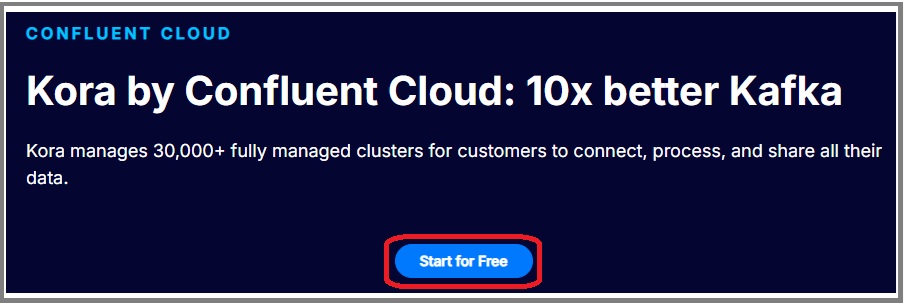 CONFLUENT CLOUD
Kora by Confluent Cloud: 10x better Kafka
Kora manages 30,000+ fully managed clusters for customers to connect, process, and share all their
data.
Start for Free